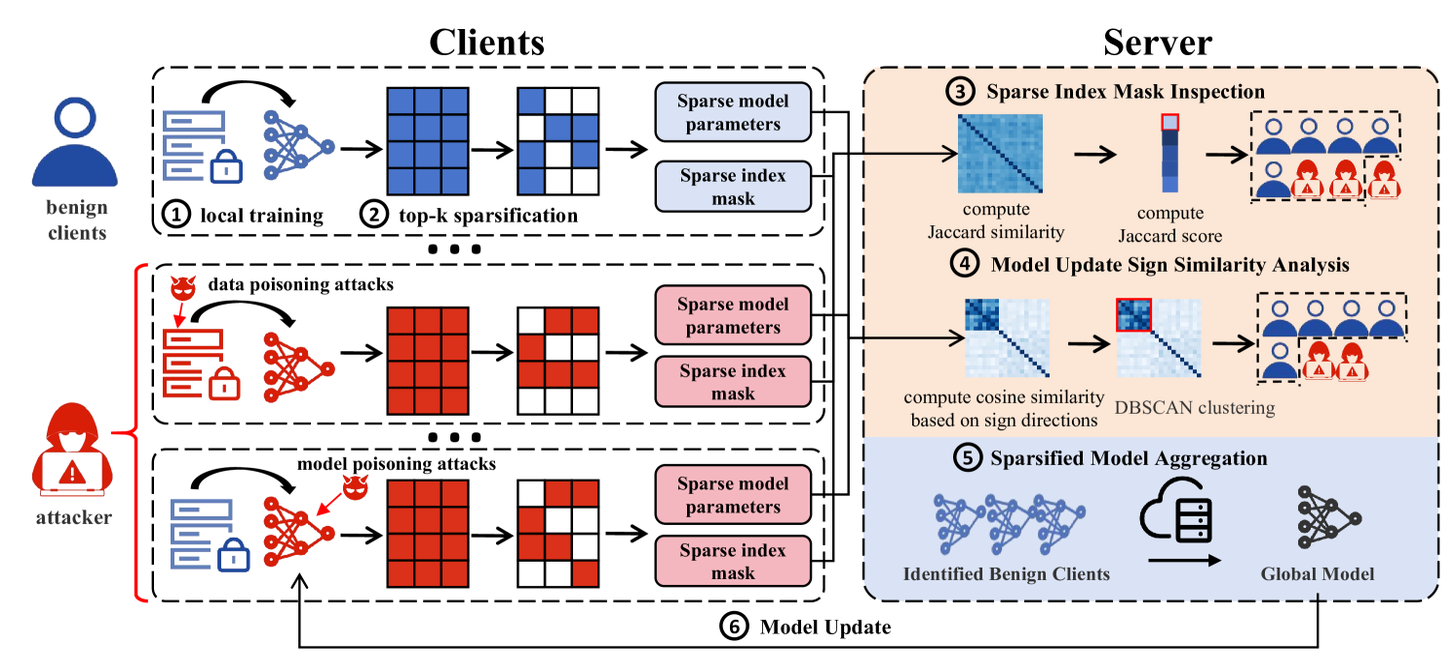 Clients
Server
benign
clients
① local training
② top-k sparsification
Sparse model
parameters
Sparse index
mask
data poisoning attacks
Sparse model
parameters
Sparse index
mask
attacker
model poisoning attacks
Sparse model
parameters
Sparse index
mask
③ Sparse Index Mask Inspection
compute
Jaccard similarity
compute
Jaccard score
④ Model Update Sign Similarity Analysis
compute cosine similarity
based on sign directions
DBSCAN clustering
⑤ Sparsified Model Aggregation
Identified Benign Clients
Global Model
⑥ Model Update